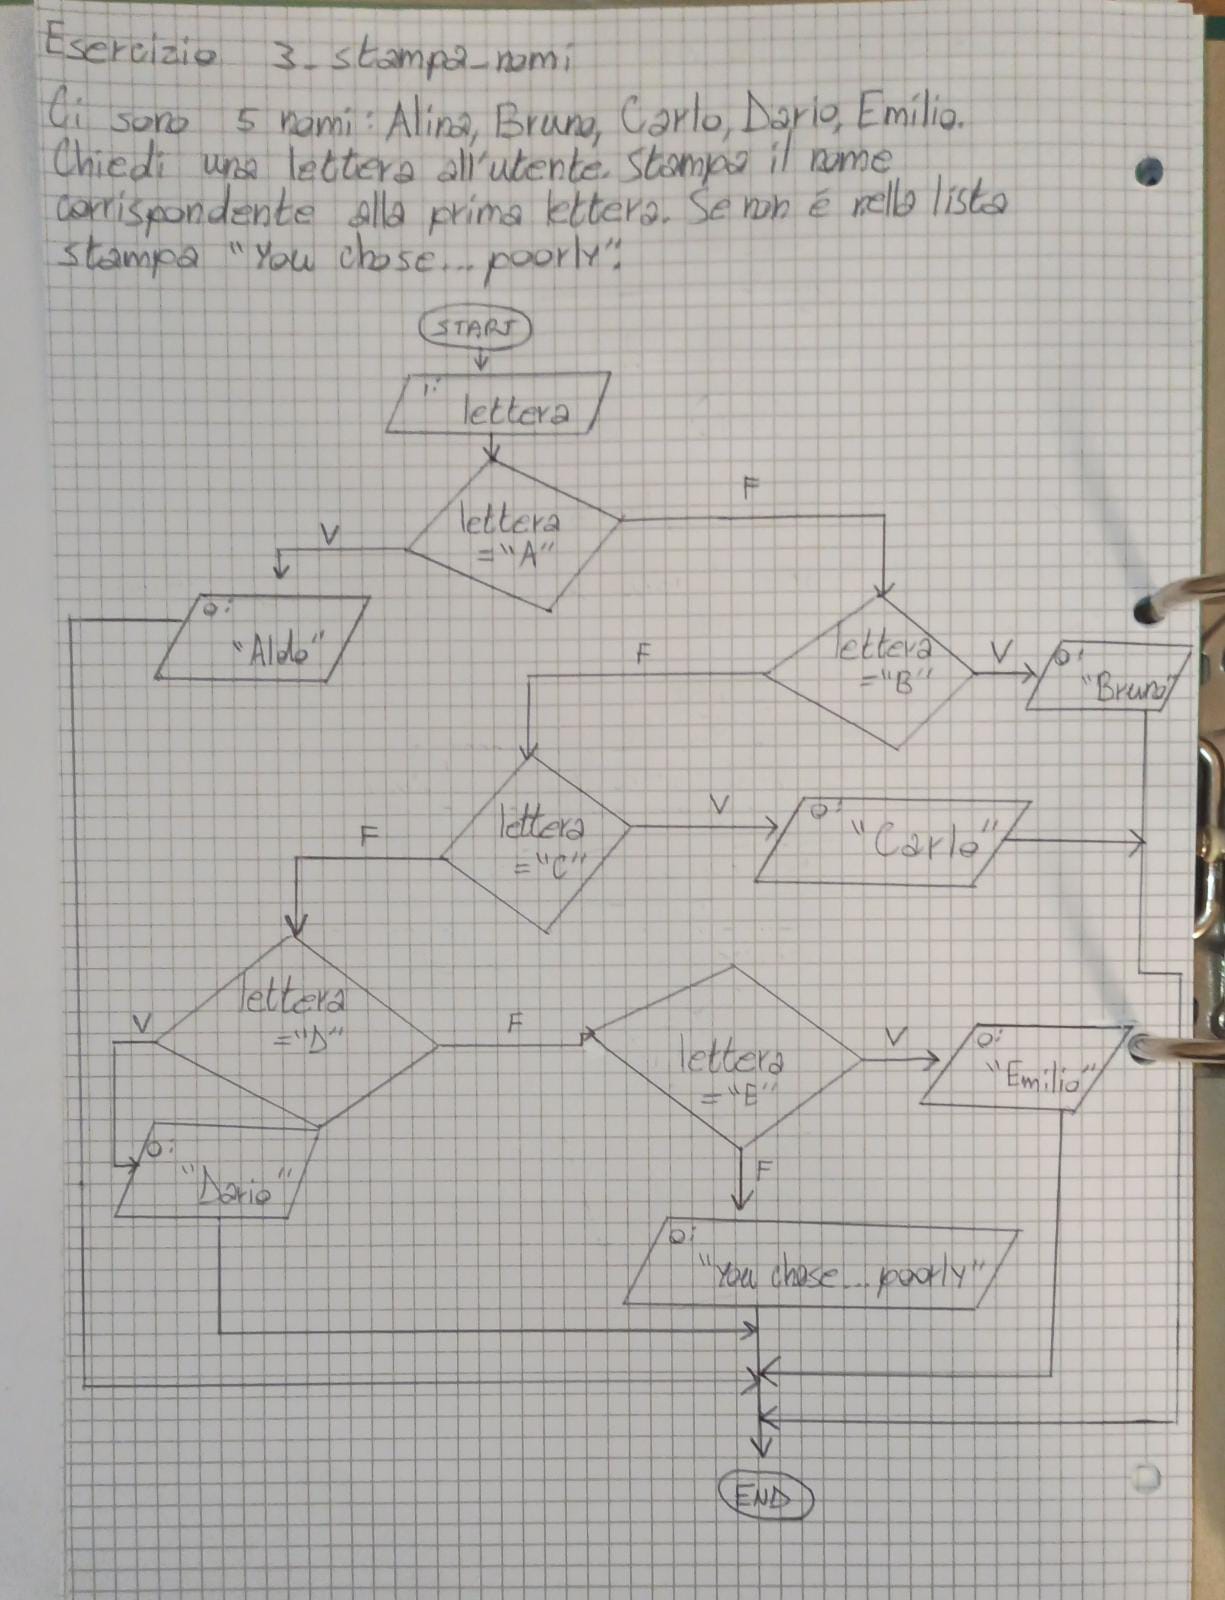 Esercizio 3_stampa_nomi
Ci sono 5 nomi: Alina, Bruno, Carlo, Dario, Emilio.
Chiedi una lettera all'utente. Stampa il nome
corrispondente alla prima lettera. Se non é nella lista
stampa "You chose... poorly".
START
i:
lettera
lettera
="A"
V
F
o:
"Aldo"
lettera
="B"
F
V
o:
"Bruno"
lettera
="C"
F
V
o:
"Carlo"
lettera
="D"
V
F
lettera
="E"
V
o:
"Emilio"
o:
"Dario"
F
o:
"You chose... poorly"
END